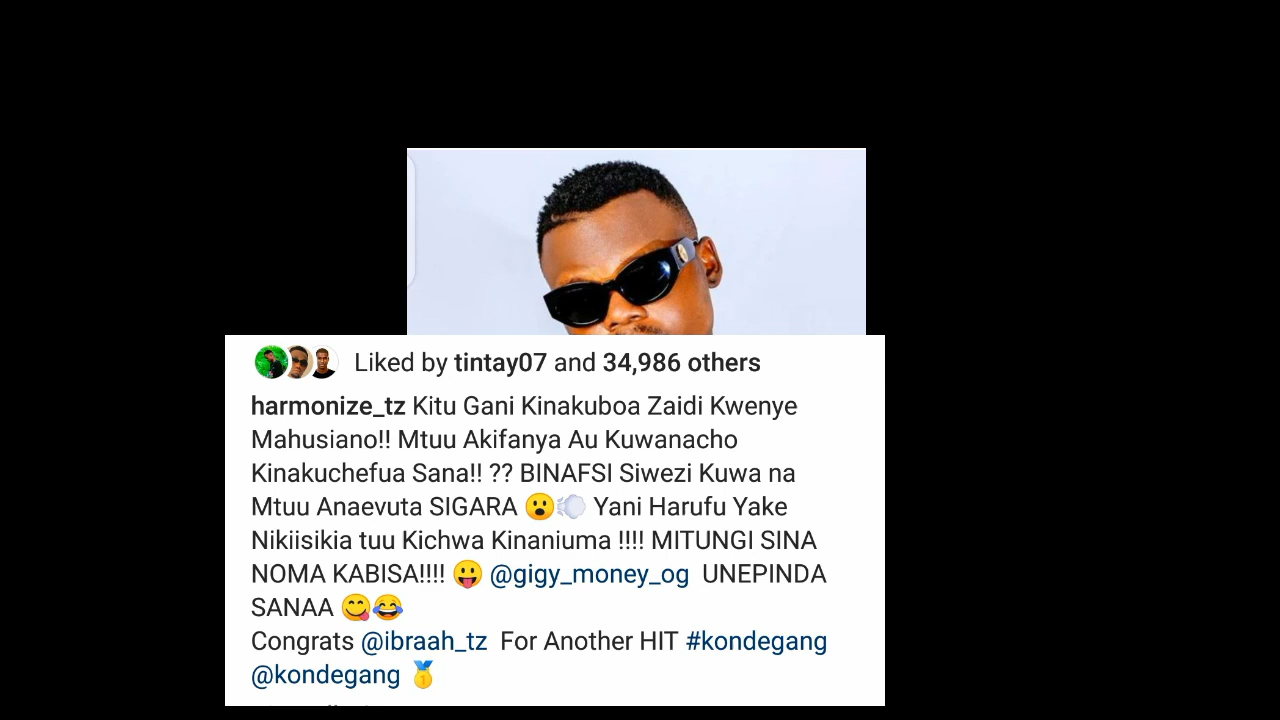 Liked by tintay07 and 34,986 others
harmonize_tz Kitu Gani Kinakuboa Zaidi Kwenye
Mahusiano!! Mtuu Akifanya Au Kuwanacho
Kinakuchefua Sana!! ?? BINAFSI Siwezi Kuwa na
Mtuu Anaevuta SIGARA 😮💨 Yani Harufu Yake
Nikiisikia tuu Kichwa Kinaniuma !!!! MITUNGI SINA
NOMA KABISA!!!! 😛 @gigy_money_og UNEPINDA
SANAA 😋😂
Congrats @ibraah_tz For Another HIT #kondegang
@kondegang 🥇